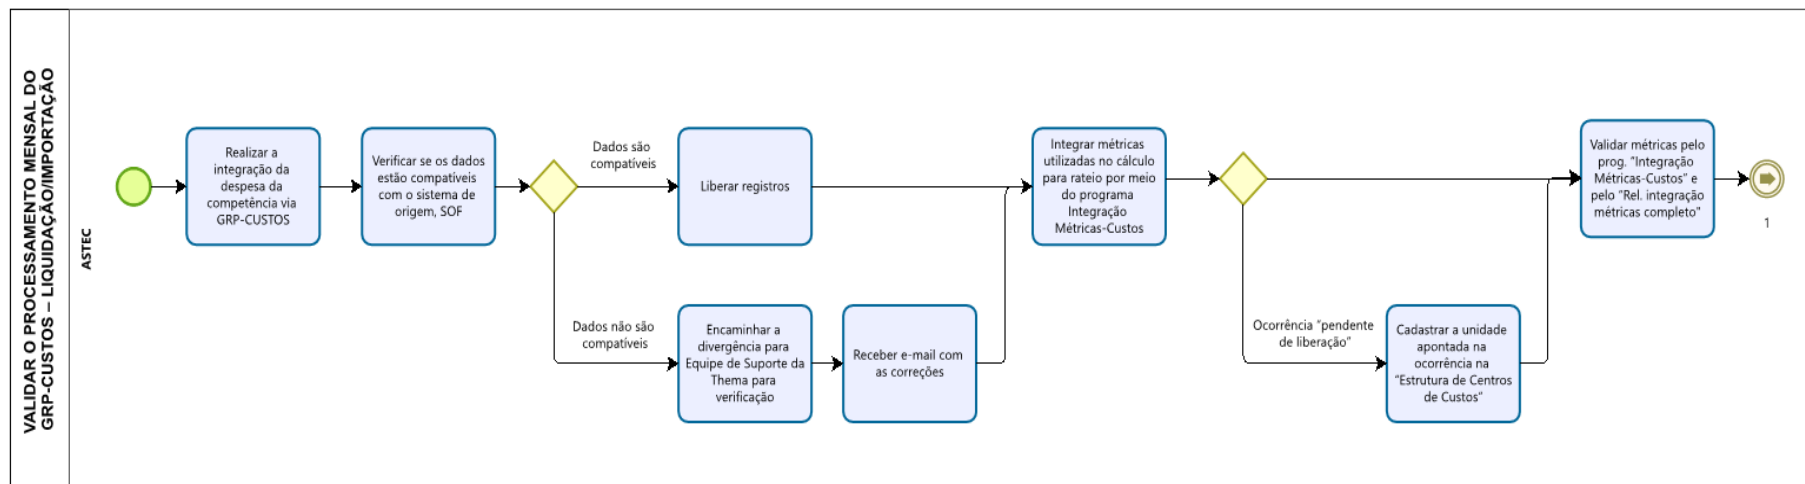 VALIDAR O PROCESSAMENTO MENSAL DO
GRP-CUSTOS – LIQUIDAÇÃO/IMPORTAÇÃO
ASTEC
Realizar a
integração da
despesa da
competência via
GRP-CUSTOS
Verificar se os dados
estão compatíveis
com o sistema de
origem, SOF
Dados são
compatíveis
Liberar registros
Dados não são
compatíveis
Encaminhar a
divergência para
Equipe de Suporte da
Thema para
verificação
Receber e-mail com
as correções
Integrar métricas
utilizadas no cálculo
para rateio por meio
do programa
Integração
Métricas-Custos
Ocorrência “pendente
de liberação”
Cadastrar a unidade
apontada na
ocorrência na
“Estrutura de Centros
de Custos”
Validar métricas pelo
prog. “Integração
Métricas-Custos” e
pelo “Rel. integração
métricas completo”
1